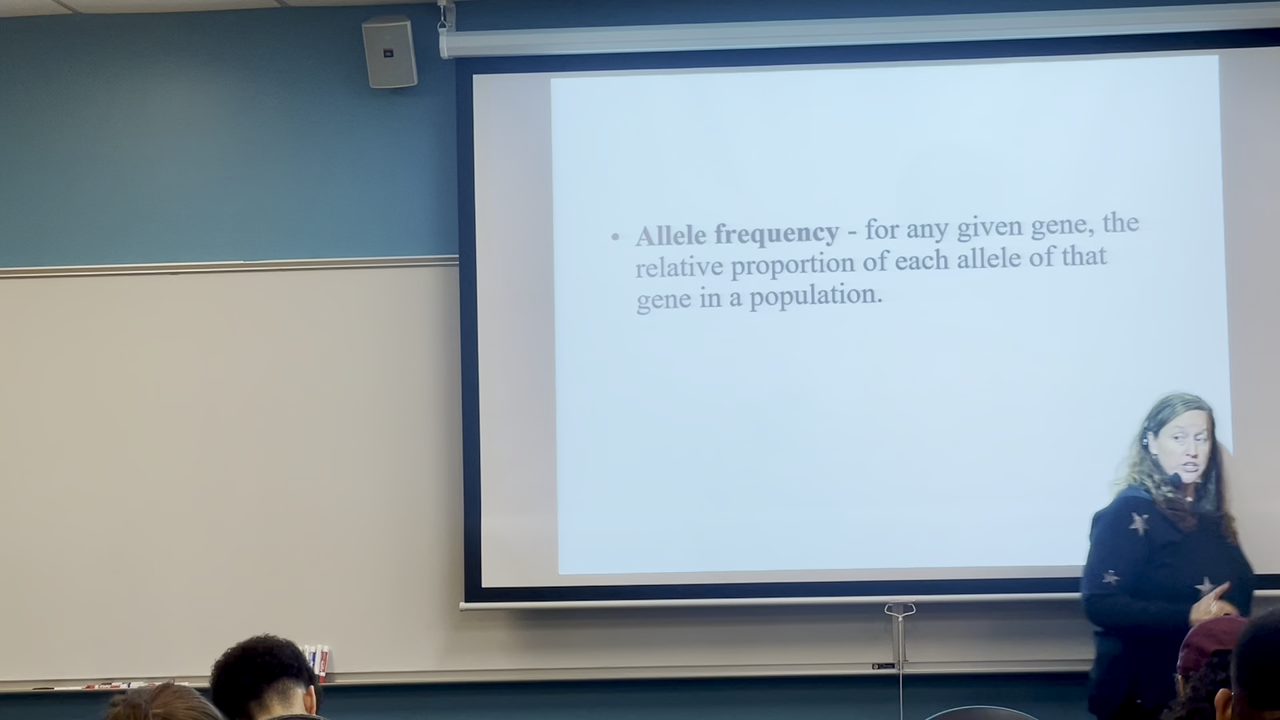 • Allele frequency - for any given gene, the
relative proportion of each allele of that
gene in a population.